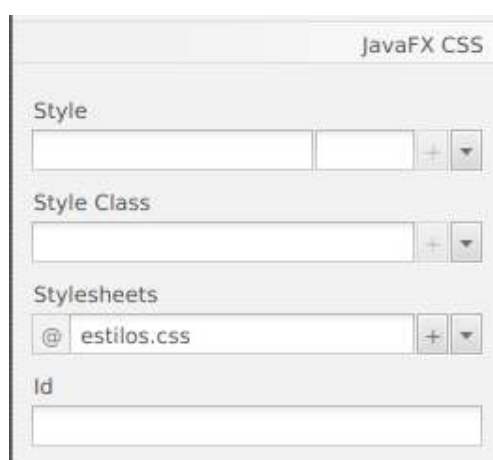 JavaFX CSS
Style
+
Style Class
+
Stylesheets
@ estilos.css +
Id